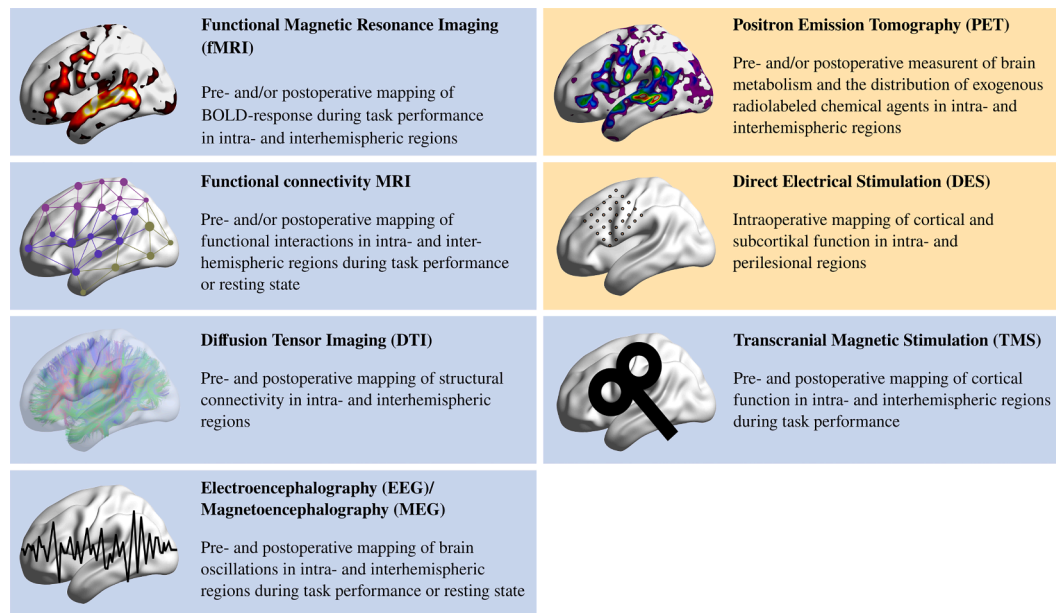 Functional Magnetic Resonance Imaging
(fMRI)
Pre- and/or postoperative mapping of
BOLD-response during task performance
in intra- and interhemispheric regions
Positron Emission Tomography (PET)
Pre- and/or postoperative measurent of brain
metabolism and the distribution of exogenous
radiolabeled chemical agents in intra- and
interhemispheric regions
Functional connectivity MRI
Pre- and/or postoperative mapping of
functional interactions in intra- and inter-
hemispheric regions during task performance
or resting state
Direct Electrical Stimulation (DES)
Intraoperative mapping of cortical and
subcortikal function in intra- and
perilesional regions
Diffusion Tensor Imaging (DTI)
Pre- and postoperative mapping of structural
connectivity in intra- and interhemispheric
regions
Transcranial Magnetic Stimulation (TMS)
Pre- and postoperative mapping of cortical
function in intra- and interhemispheric regions
during task performance
Electroencephalography (EEG)/
Magnetoencephalography (MEG)
Pre- and postoperative mapping of brain
oscillations in intra- and interhemispheric
regions during task performance or resting state